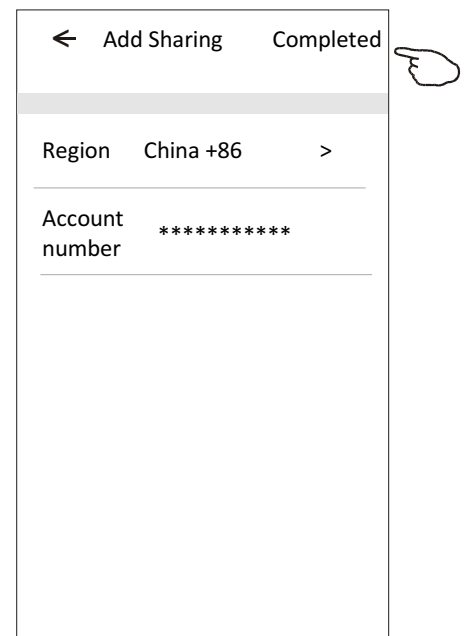 ← Add Sharing Completed
Region China +86 >
Account
number ***********